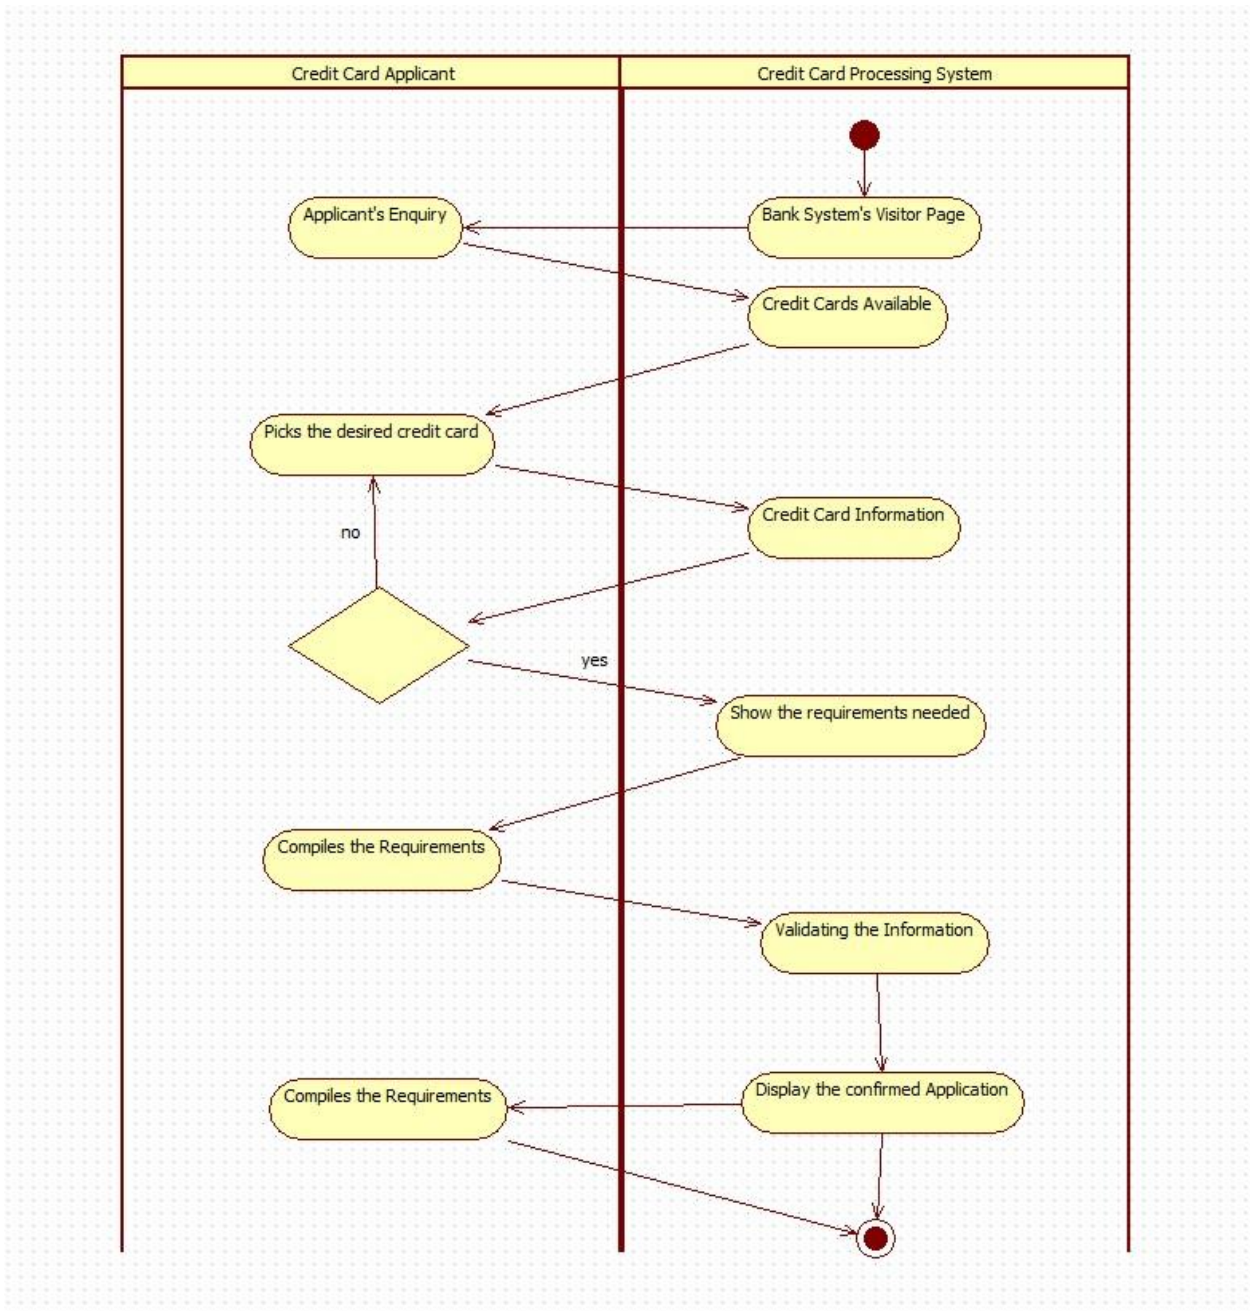 Credit Card Applicant
Credit Card Processing System
Applicant's Enquiry
Bank System's Visitor Page
Credit Cards Available
Picks the desired credit card
Credit Card Information
no
yes
Show the requirements needed
Compiles the Requirements
Validating the Information
Display the confirmed Application
Compiles the Requirements